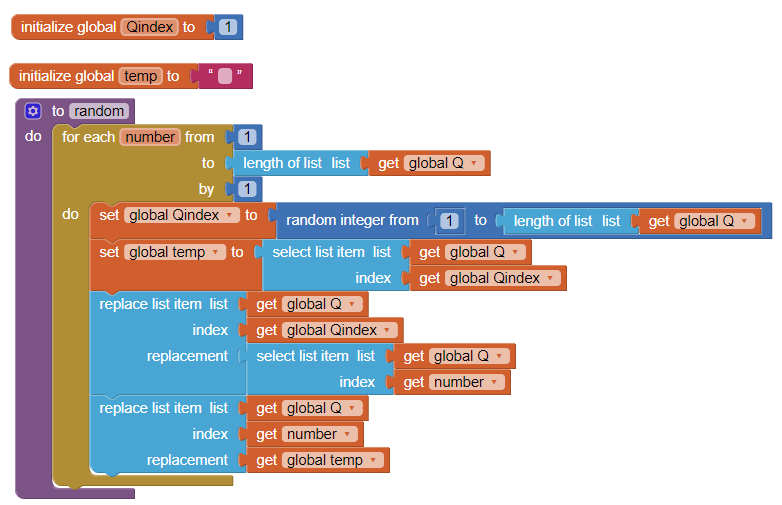 initialize global Qindex to 1
initialize global temp to “ ”
to random
do for each number from 1
to length of list list get global Q
by 1
do set global Qindex to random integer from 1 to length of list list get global Q
set global temp to select list item list get global Q
index get global Qindex
replace list item list get global Q
index get global Qindex
replacement select list item list get global Q
index get number
replace list item list get global Q
index get number
replacement get global temp